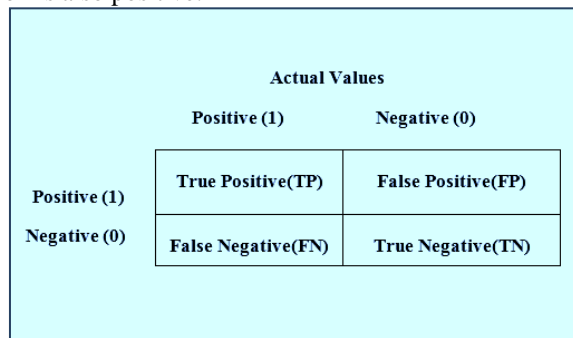 Actual Values
Positive (1) Negative (0)
True Positive(TP) False Positive(FP)
Positive (1)
Negative (0)
False Negative(FN) True Negative(TN)